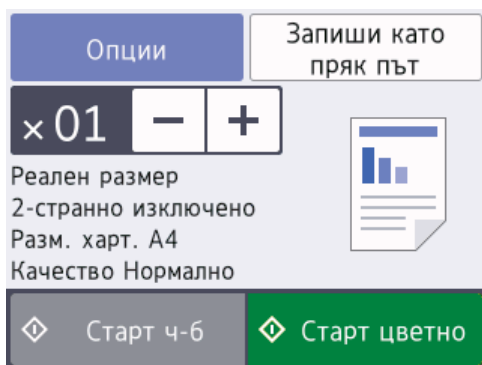 Опции
Запиши като
пряк път
×01 − +
Реален размер
2-странно изключено
Разм. харт. A4
Качество Нормално
Старт ч-б
Старт цветно